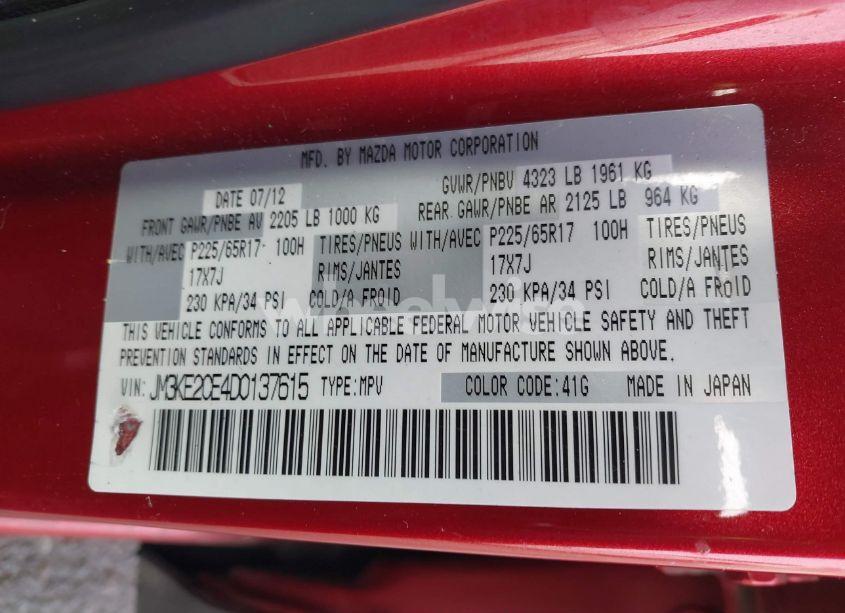 MFD. BY MAZDA MOTOR CORPORATION
DATE 07/12 GVWR/PNBV 4323 LB 1961 KG
FRONT GAWR/PNBE AV 2205 LB 1000 KG REAR GAWR/PNBE AR 2125 LB 964 KG
WITH/AVEC P225/65R17 100H TIRES/PNEUS WITH/AVEC P225/65R17 100H TIRES/PNEUS
17X7J RIMS/JANTES 17X7J RIMS/JANTES
230 KPA/34 PSI COLD/A FROID 230 KPA/34 PSI COLD/A FROID
THIS VEHICLE CONFORMS TO ALL APPLICABLE FEDERAL MOTOR VEHICLE SAFETY AND THEFT
PREVENTION STANDARDS IN EFFECT ON THE DATE OF MANUFACTURE SHOWN ABOVE.
VIN: JM3KE2CE4D0137615 TYPE:MPV COLOR CODE:41G MADE IN JAPAN